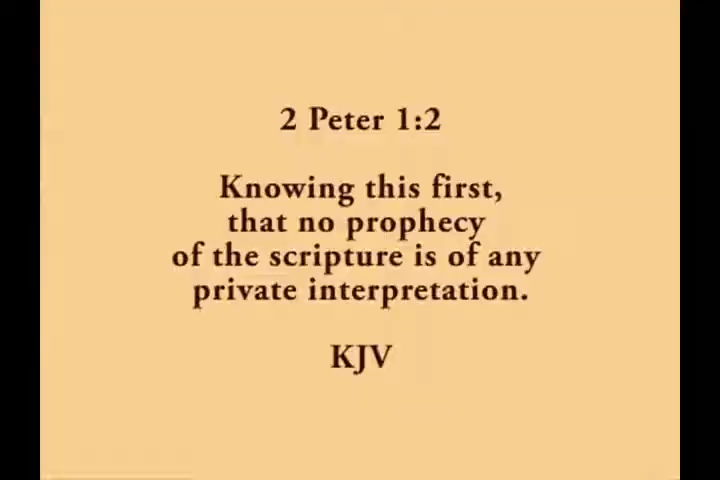 2 Peter 1:2
Knowing this first,
that no prophecy
of the scripture is of any
private interpretation.
KJV